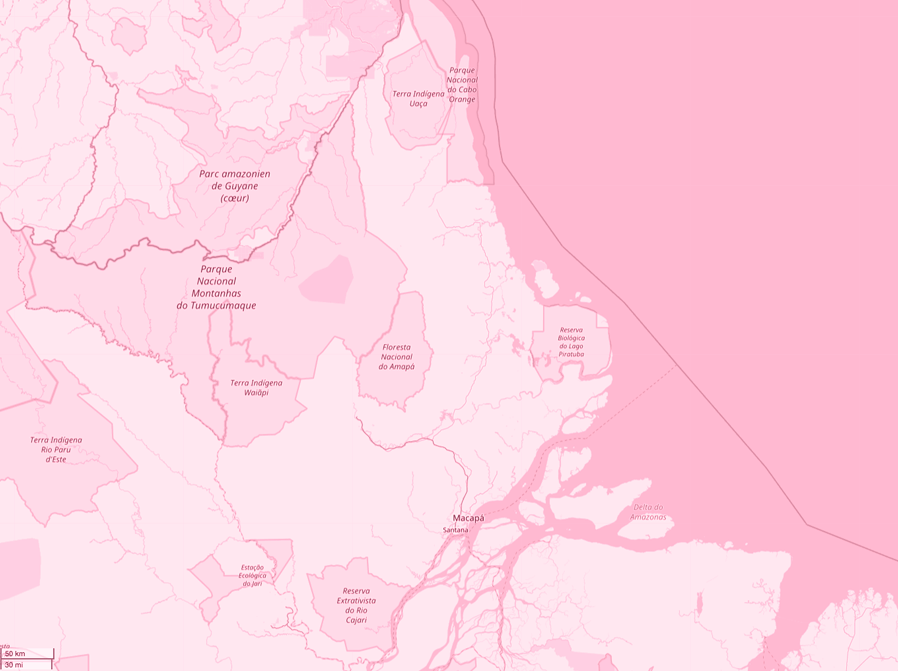 Parque
Nacional
do Cabo
Orange
Terra Indígena
Uaçá
Parc amazonien
de Guyane
(cœur)
Parque
Nacional
Montanhas
do Tumucumaque
Reserva
Biológica
do Lago
Piratuba
Floresta
Nacional
do Amapá
Terra Indígena
Waiãpi
Terra Indígena
Rio Paru
d'Este
Delta do
Amazonas
Macapá
Santana
Estação
Ecológica
do Jari
Reserva
Extrativista
do Rio
Cajari
50 km
30 mi